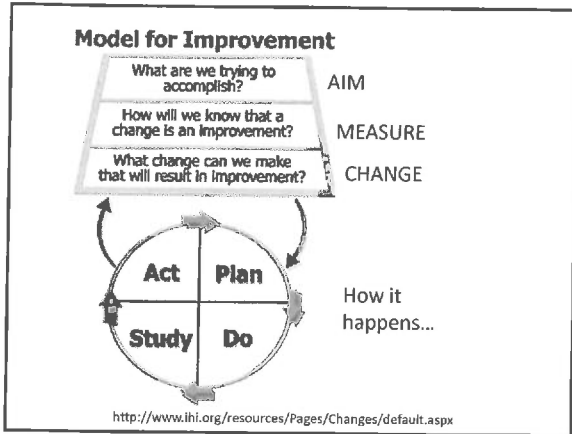 Model for Improvement
What are we trying to
accomplish?
AIM
How will we know that a
change is an improvement?
MEASURE
What change can we make
that will result in improvement?
CHANGE
Act
Plan
Study
Do
How it
happens...
http://www.ihi.org/resources/Pages/Changes/default.aspx